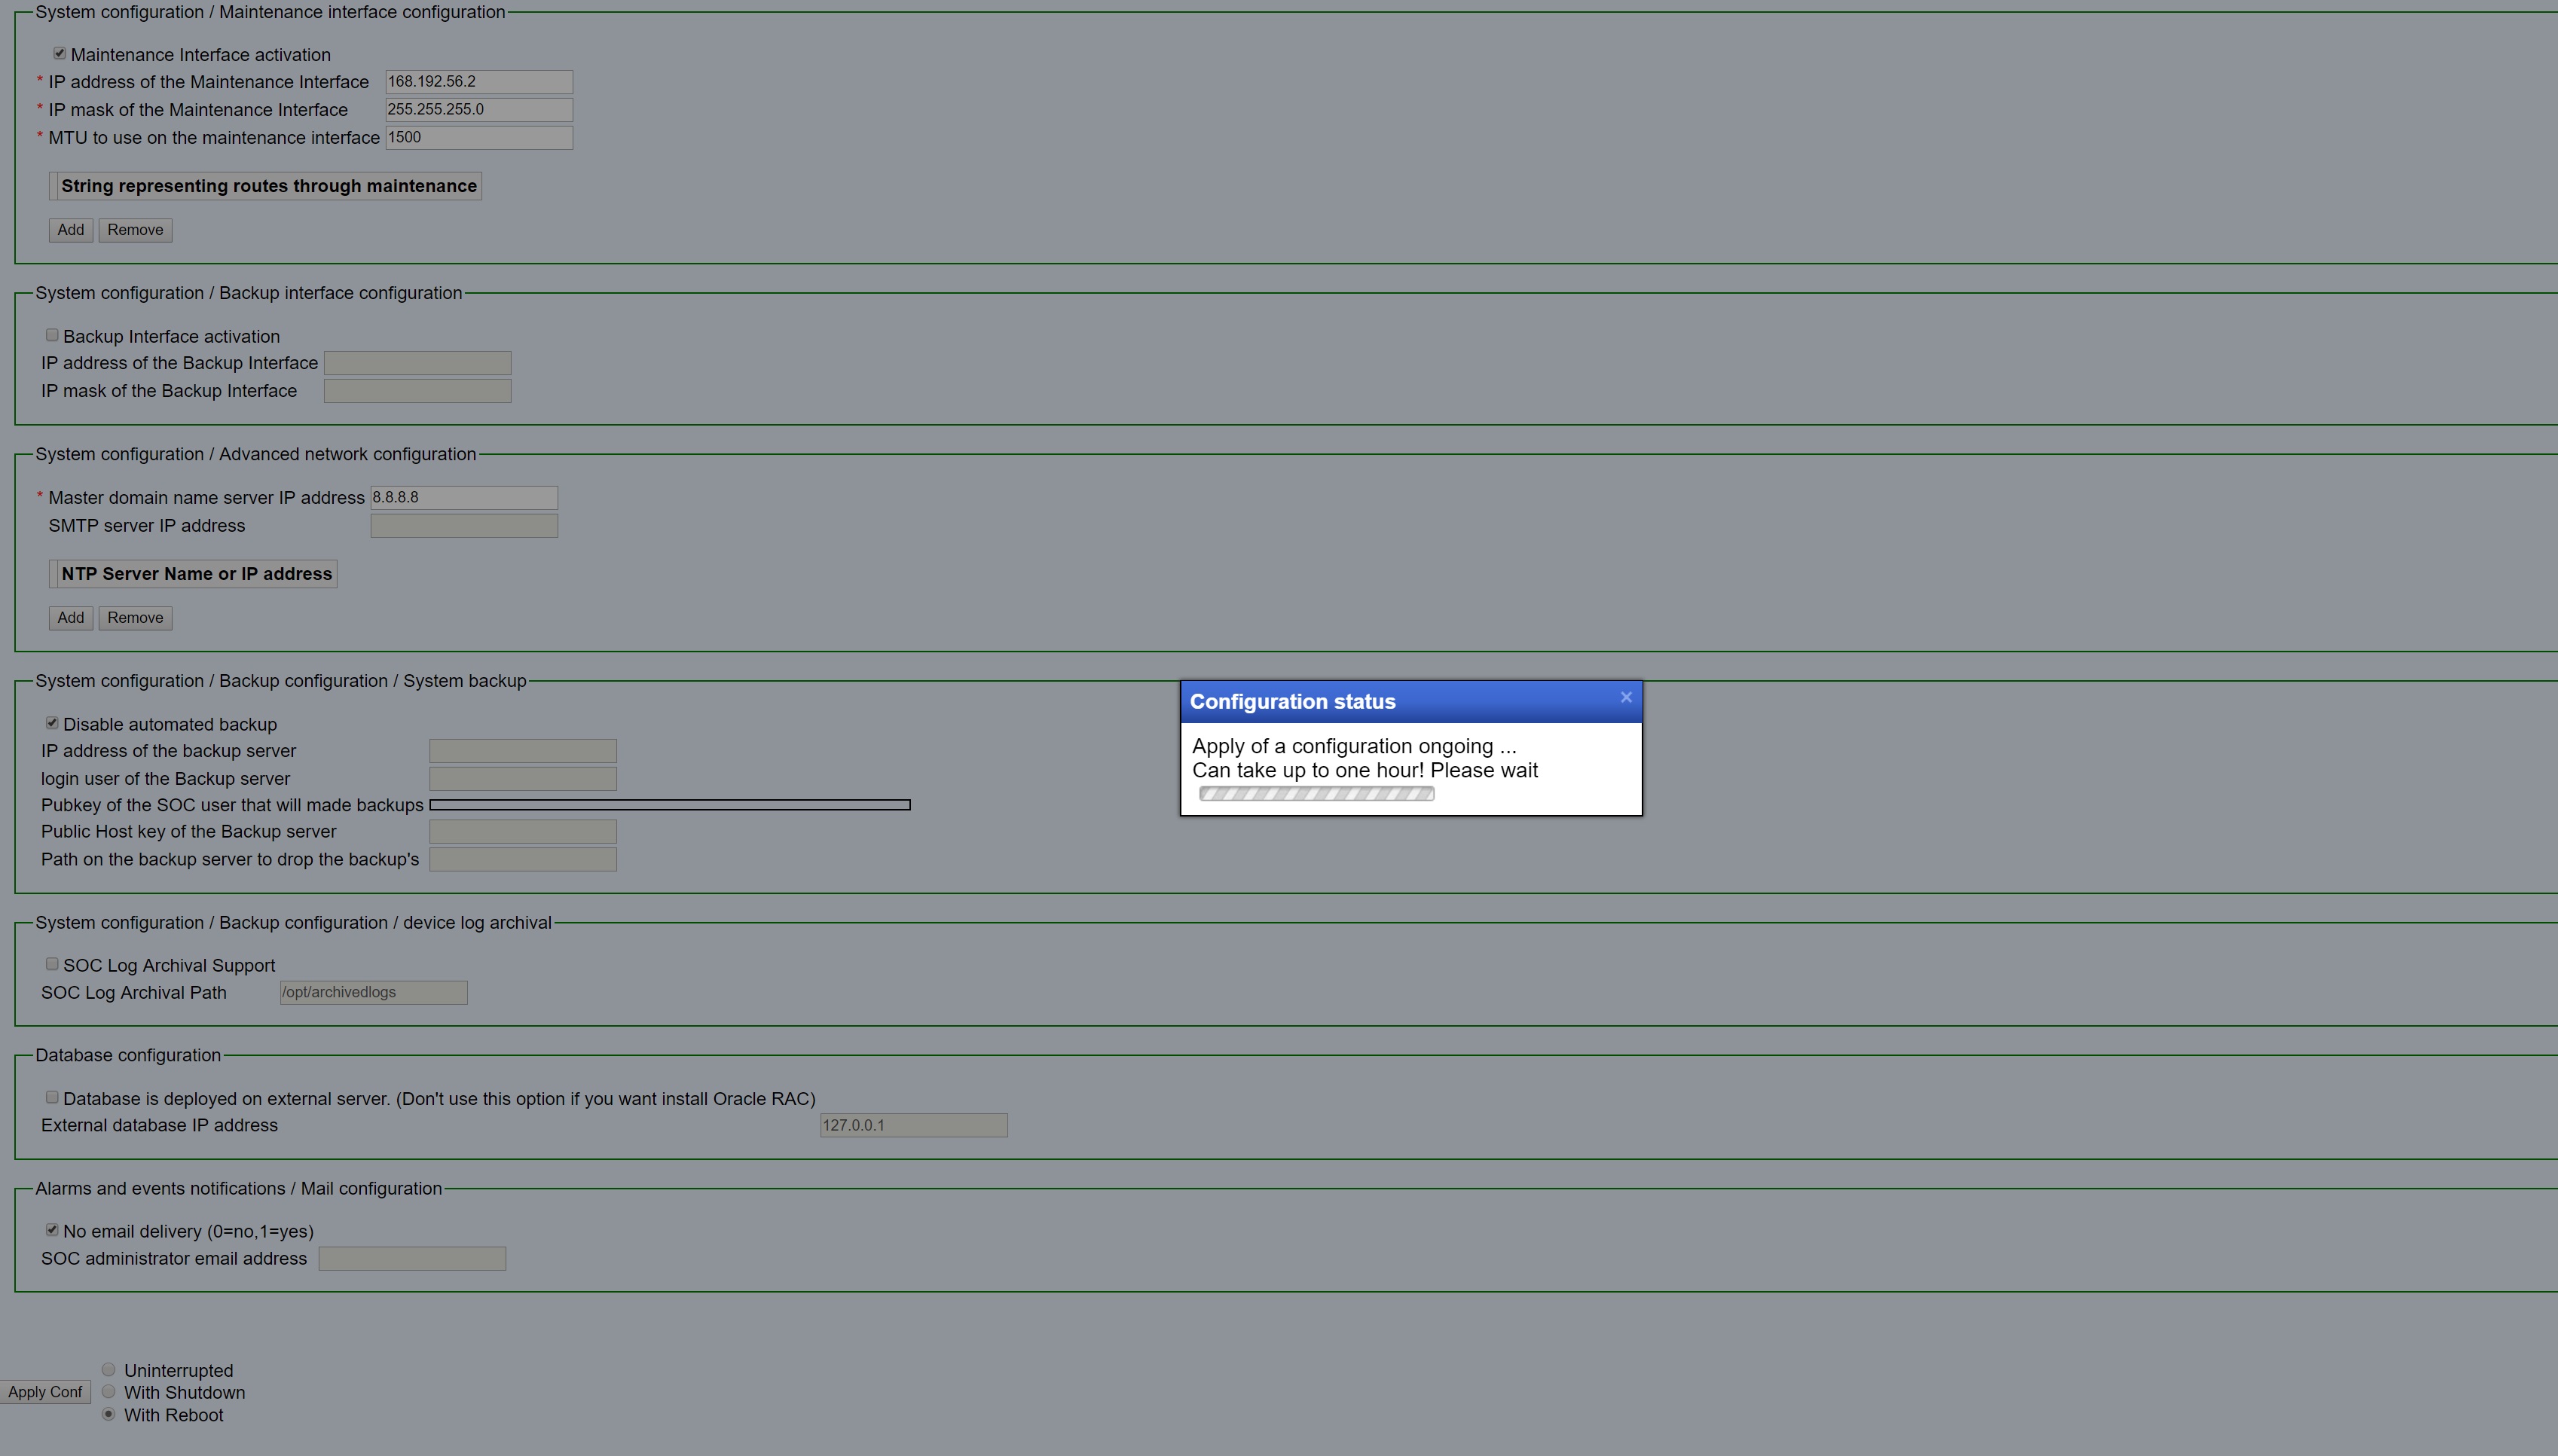 System configuration / Maintenance interface configuration
Maintenance Interface activation
* IP address of the Maintenance Interface 168.192.56.2
* IP mask of the Maintenance Interface 255.255.255.0
* MTU to use on the maintenance interface 1500
String representing routes through maintenance
Add Remove
System configuration / Backup interface configuration
Backup Interface activation
IP address of the Backup Interface
IP mask of the Backup Interface
System configuration / Advanced network configuration
* Master domain name server IP address 8.8.8.8
SMTP server IP address
NTP Server Name or IP address
Add Remove
System configuration / Backup configuration / System backup
Disable automated backup
IP address of the backup server
login user of the Backup server
Pubkey of the SOC user that will made backups
Public Host key of the Backup server
Path on the backup server to drop the backup's
Configuration status ×
Apply of a configuration ongoing ...
Can take up to one hour! Please wait
System configuration / Backup configuration / device log archival
SOC Log Archival Support
SOC Log Archival Path /opt/archivedlogs
Database configuration
Database is deployed on external server. (Don't use this option if you want install Oracle RAC)
External database IP address 127.0.0.1
Alarms and events notifications / Mail configuration
No email delivery (0=no,1=yes)
SOC administrator email address
Uninterrupted
Apply Conf With Shutdown
With Reboot